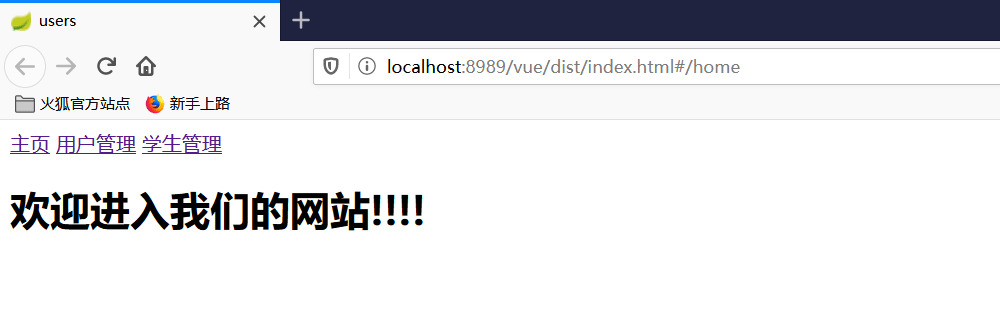 users
localhost:8989/vue/dist/index.html#/home
火狐官方站点 新手上路
主页 用户管理 学生管理
欢迎进入我们的网站!!!!